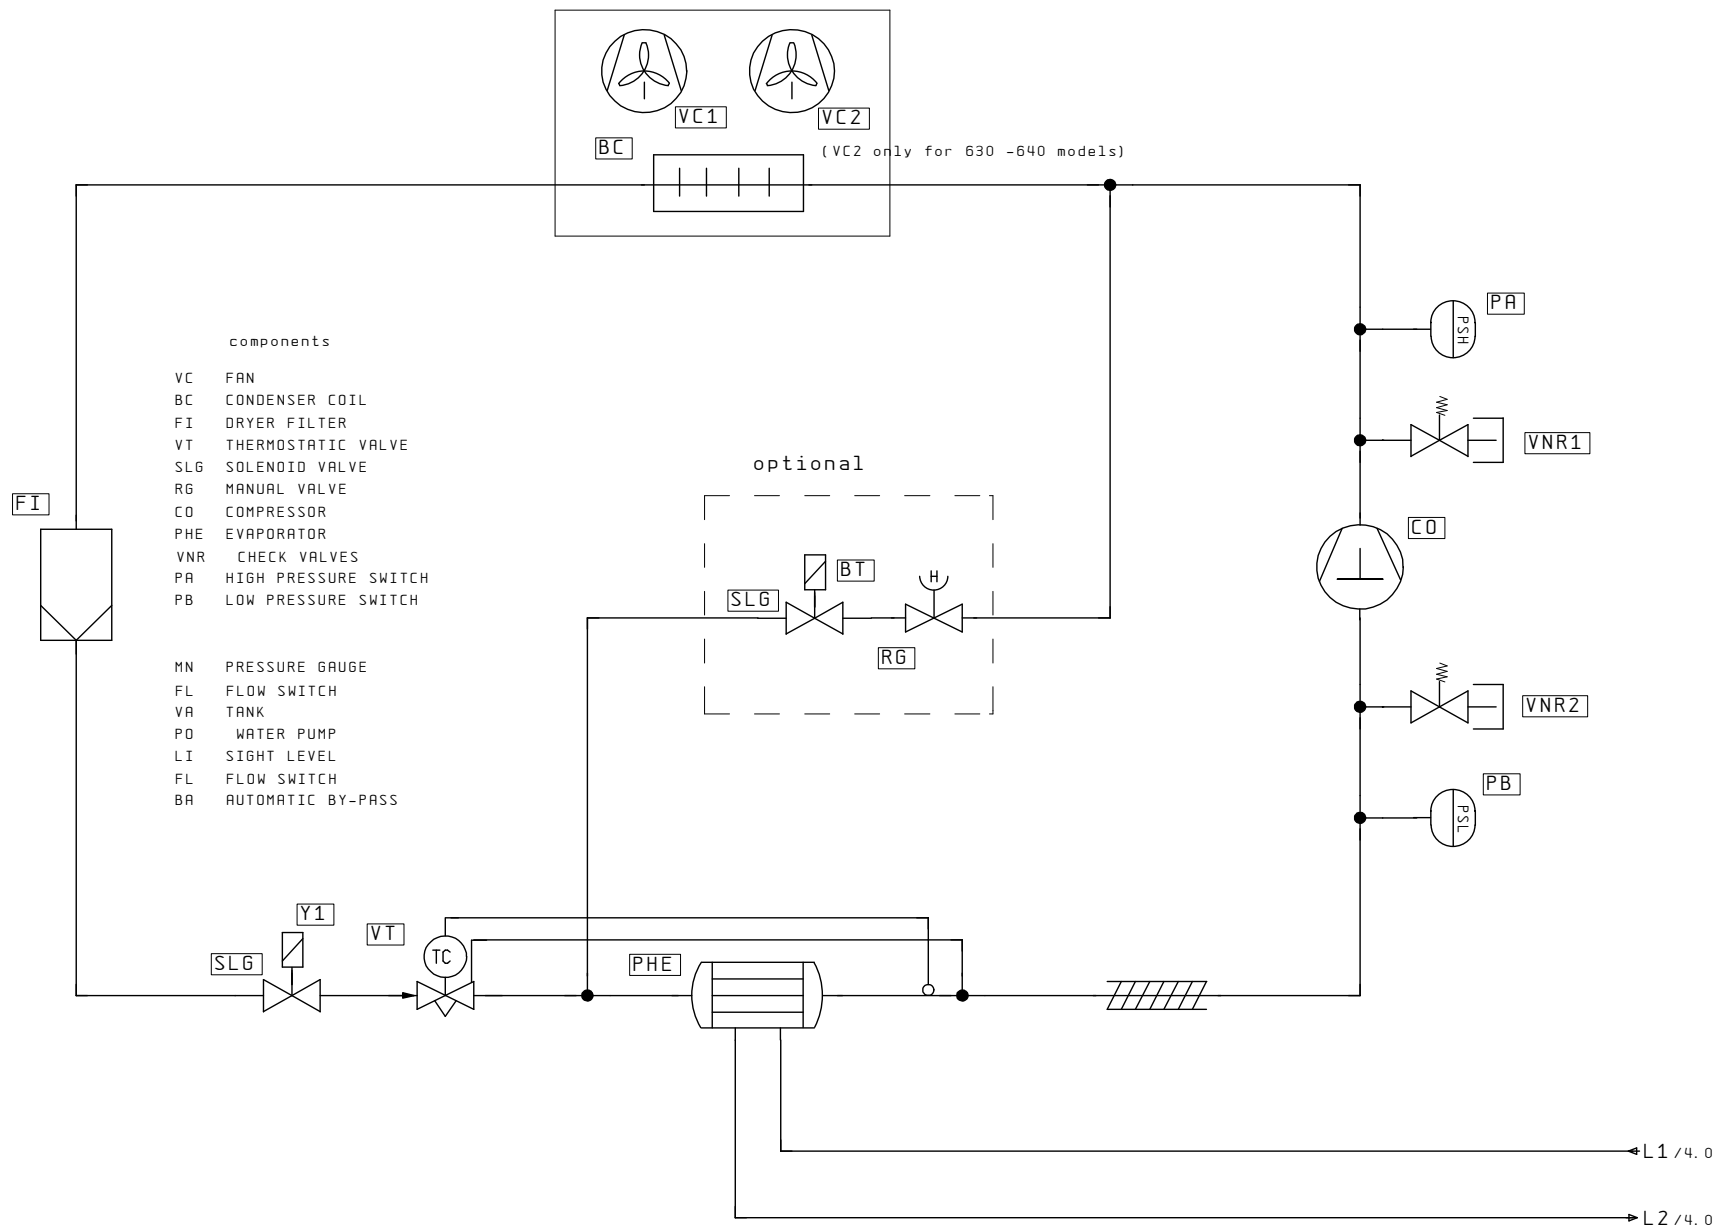 VC1
VC2
BC
(VC2 only for 630 -640 models)
PA
PSH
components
VC FAN
BC CONDENSER COIL
FI DRYER FILTER
VT THERMOSTATIC VALVE
SLG SOLENOID VALVE
RG MANUAL VALVE
CO COMPRESSOR
PHE EVAPORATOR
VNR CHECK VALVES
PA HIGH PRESSURE SWITCH
PB LOW PRESSURE SWITCH
MN PRESSURE GAUGE
FL FLOW SWITCH
VA TANK
PO WATER PUMP
LI SIGHT LEVEL
FL FLOW SWITCH
BA AUTOMATIC BY-PASS
VNR1
optional
FI
CO
BT
H
SLG
RG
VNR2
PB
PSL
Y1
VT
TC
SLG
PHE
L1 /4.0
L2 /4.0